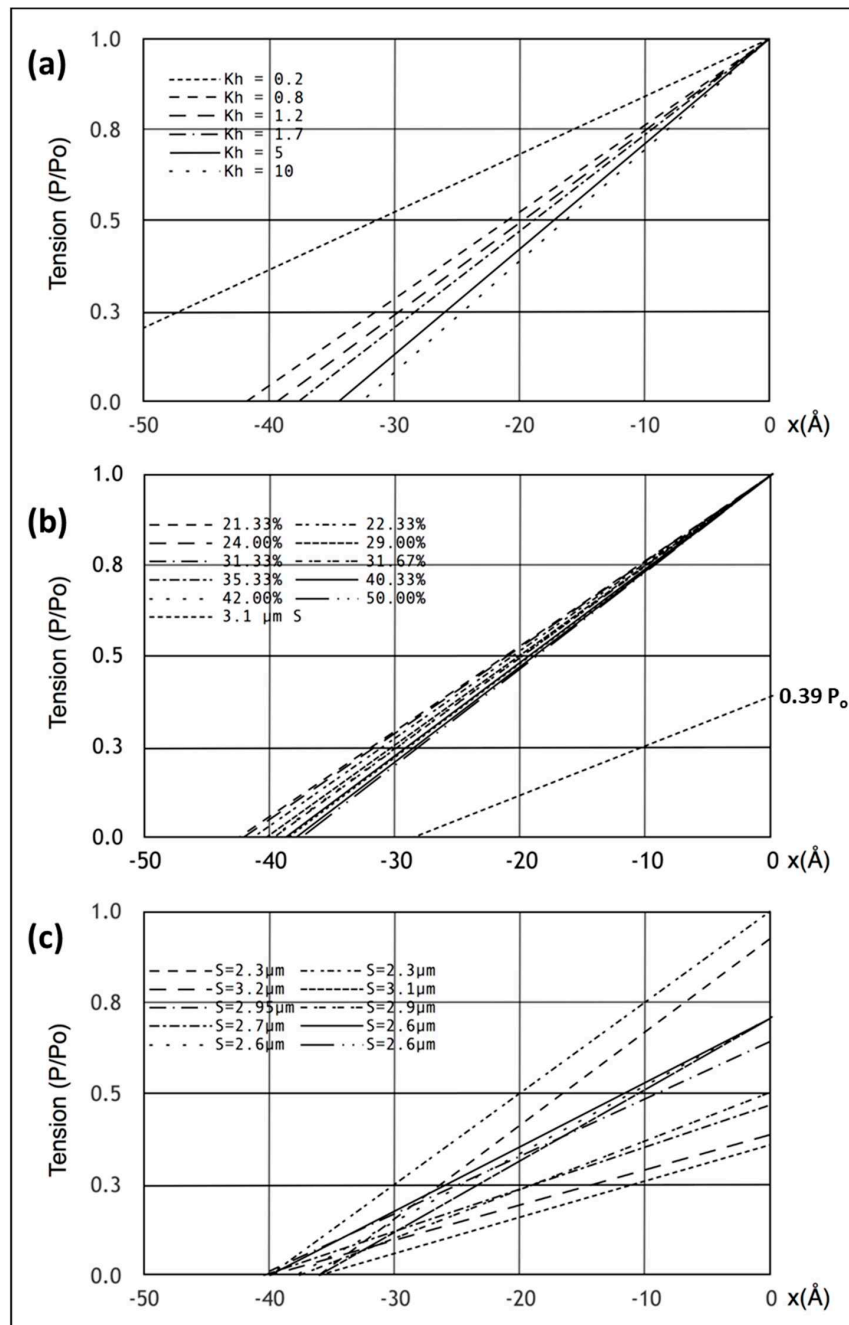 (a)
1.0
0.8
0.5
0.3
0.0
Tension (P/Po)
Kh = 0.2
Kh = 0.8
Kh = 1.2
Kh = 1.7
Kh = 5
Kh = 10
-50 -40 -30 -20 -10 0 x(Å)
(b)
1.0
0.8
0.5
0.3
0.0
Tension (P/Po)
21.33% 22.33%
24.00% 29.00%
31.33% 31.67%
35.33% 40.33%
42.00% 50.00%
3.1 µm S
0.39 Po
-50 -40 -30 -20 -10 0 x(Å)
(c)
1.0
0.8
0.5
0.3
0.0
Tension (P/Po)
S=2.3µm S=2.3µm
S=3.2µm S=3.1µm
S=2.95µm S=2.9µm
S=2.7µm S=2.6µm
S=2.6µm S=2.6µm
-50 -40 -30 -20 -10 0 x(Å)